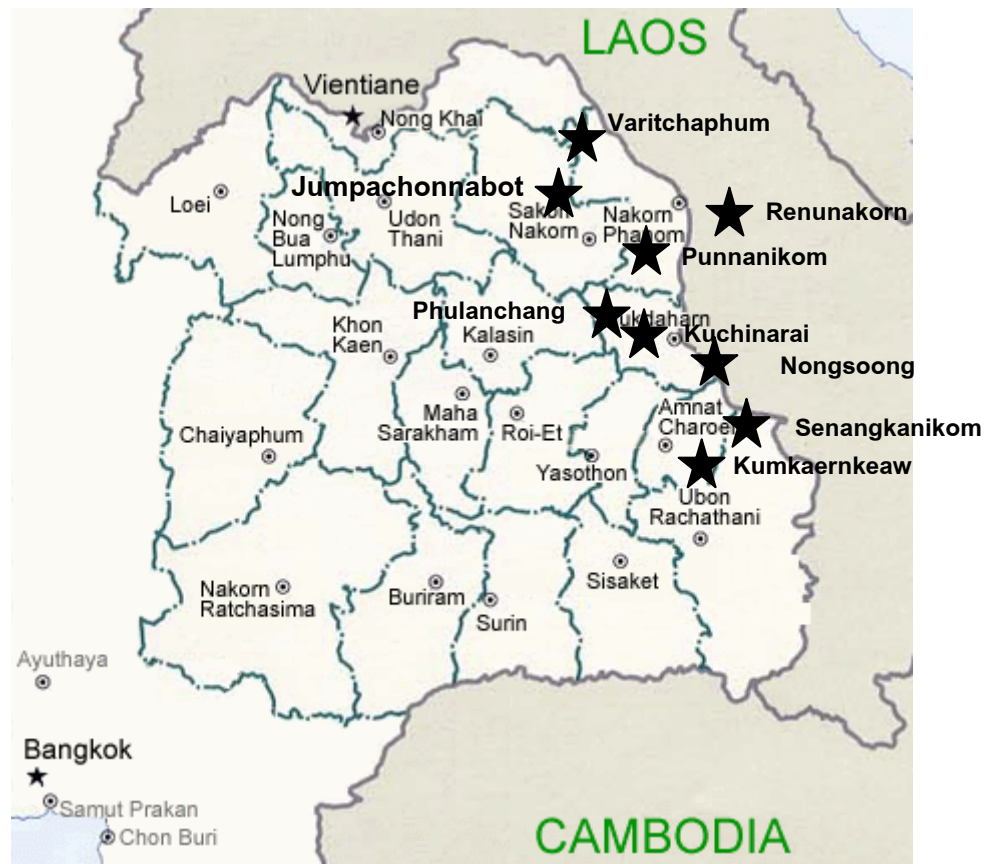 LAOS
Vientiane
Nong Khai
Varitchaphum
Jumpachonnabot
Loei
Nong
Bua
Lumphu
Udon
Thani
Sakon
Nakorn
Nakorn
Phanom
Renunakorn
Punnanikom
Phulanchang
Kalasin
Khon
Kaen
Kuchinarai
Nongsoong
Maha
Sarakham
Roi-Et
Amnat
Senangkanikom
Chaiyaphum
Yasothon
Kumkaernkeaw
Ubon
Rachathani
Nakorn
Ratchasima
Buriram
Surin
Sisaket
Ayuthaya
Bangkok
Samut Prakan
Chon Buri
CAMBODIA